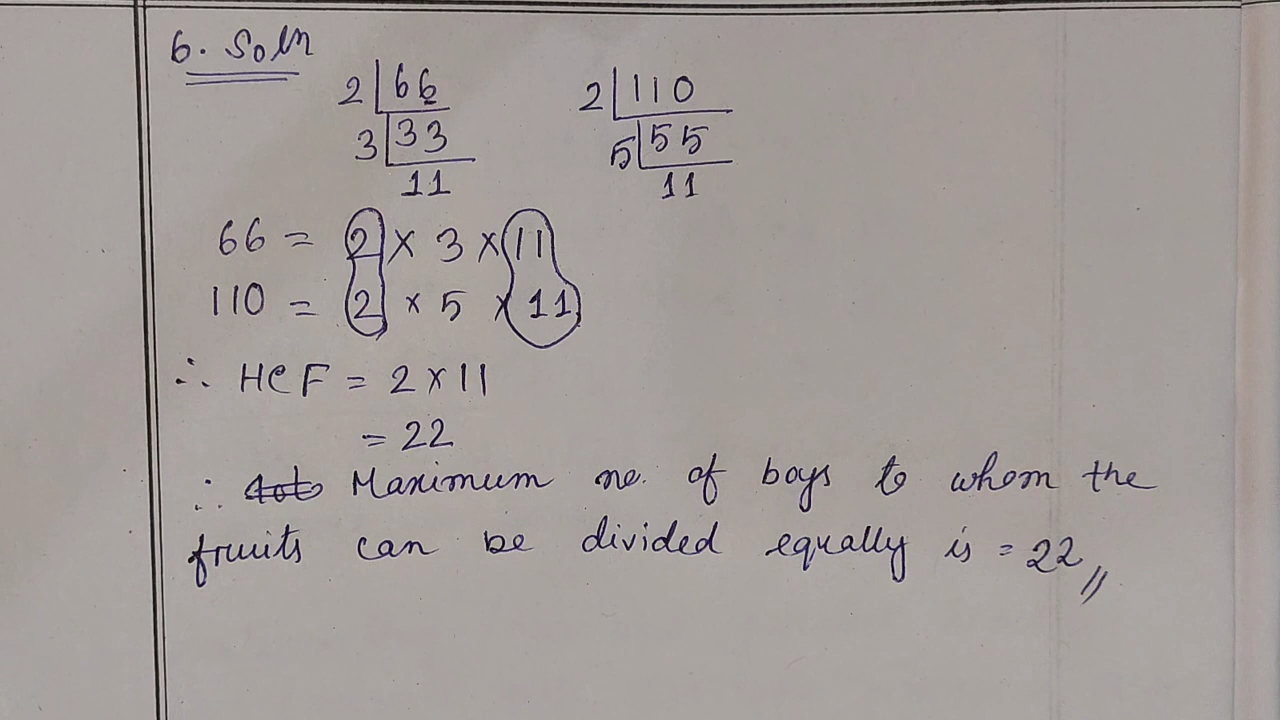 6. Soln
2 66 2 110
3 33 5 55
11 11
66 = 2 × 3 × 11
110 = 2 × 5 × 11
∴ HCF = 2 × 11
= 22
∴ Maximum no. of boys to whom the
fruits can be divided equally is = 22 //